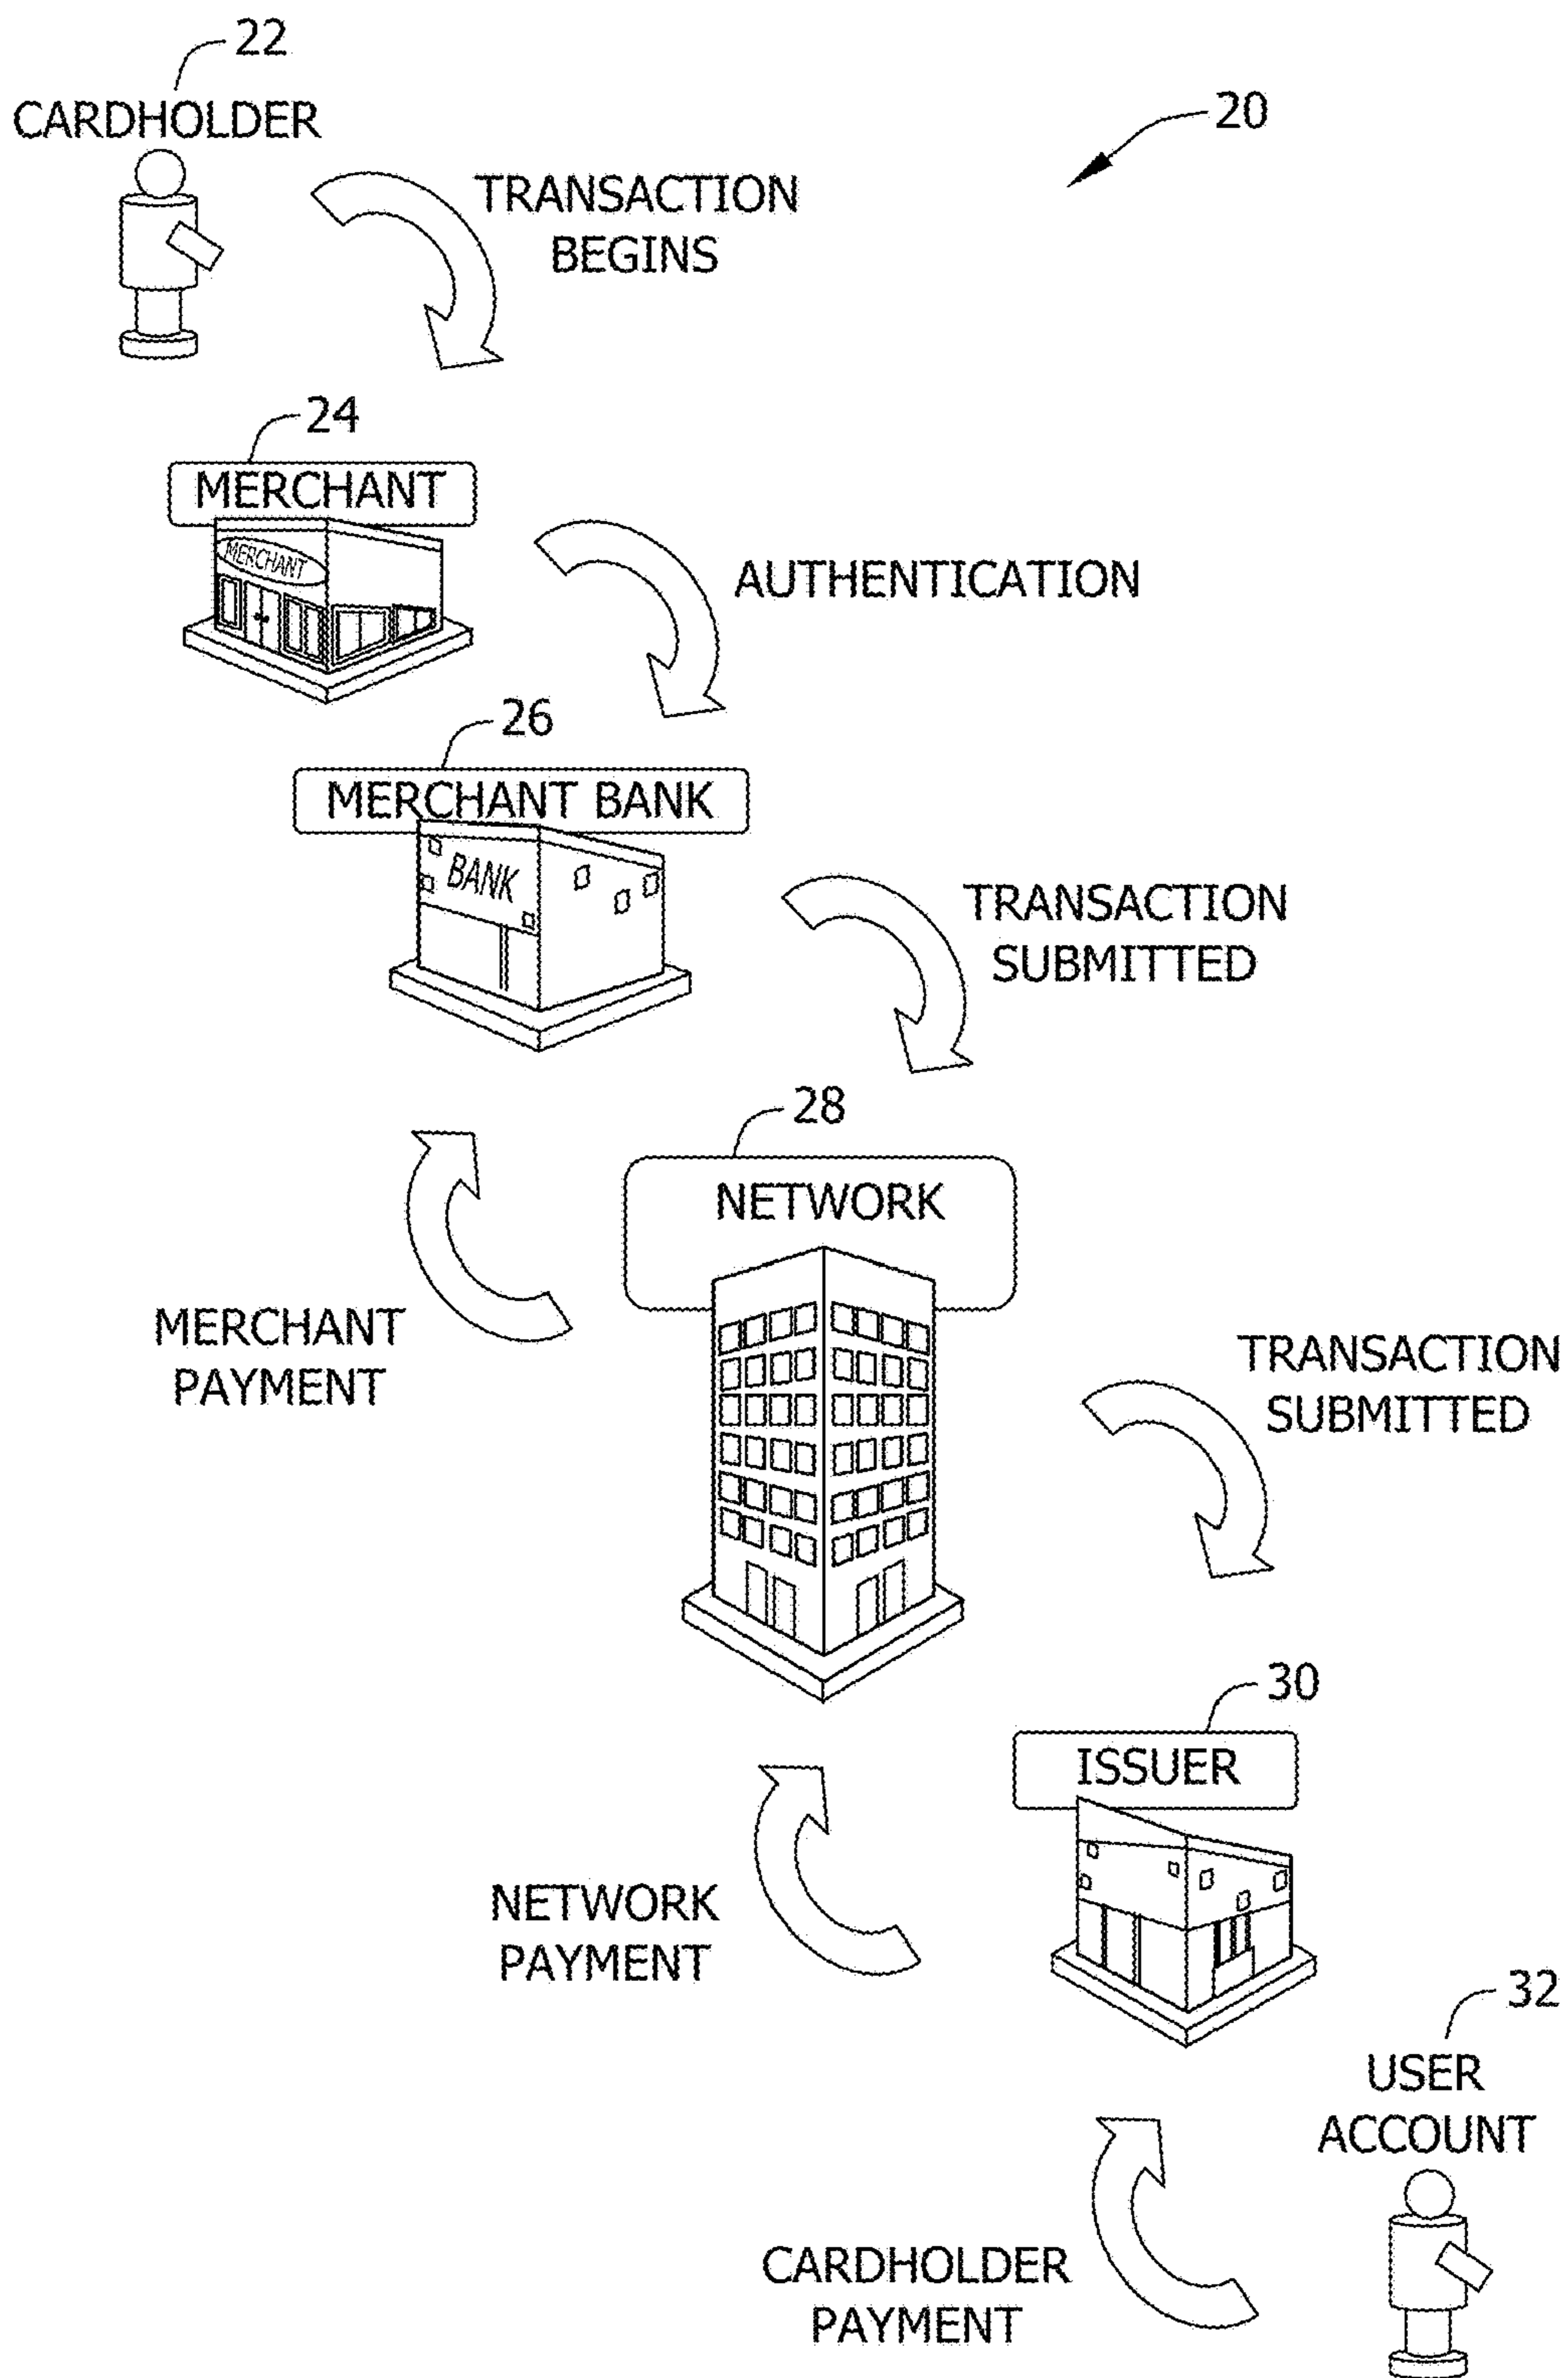 22
CARDHOLDER
20
TRANSACTION
BEGINS
24
MERCHANT
MERCHANT
AUTHENTICATION
26
MERCHANT BANK
BANK
TRANSACTION
SUBMITTED
28
NETWORK
MERCHANT
PAYMENT
TRANSACTION
SUBMITTED
30
ISSUER
NETWORK
PAYMENT
32
USER
ACCOUNT
CARDHOLDER
PAYMENT